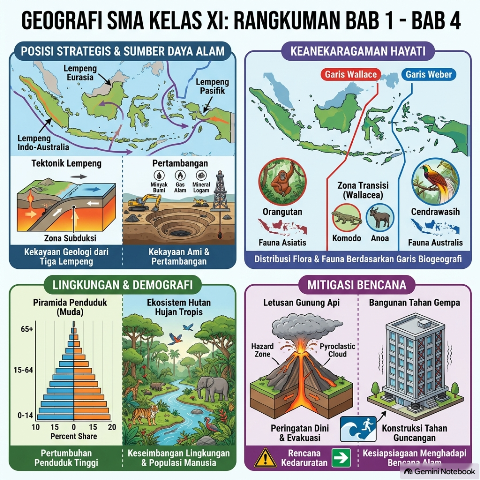 GEOGRAFI SMA KELAS XI: RANGKUMAN BAB 1 - BAB 4
POSISI STRATEGIS & SUMBER DAYA ALAM
Lempeng
Eurasia
Lempeng
Pasifik
Lempeng
Indo-Australia
Tektonik Lempeng
Zona Subduksi
Kekayaan Geologi dari
Tiga Lempeng
Pertambangan
Minyak
Bumi
Gas
Alam
Mineral
Logam
Kekayaan Ami &
Pertambangan
KEANEKARAGAMAN HAYATI
Garis Wallace
Garis Weber
Orangutan
Fauna Asiatis
Zona Transisi
(Wallacea)
Komodo
Anoa
Cendrawasih
Fauna Australis
Distribusi Flora & Fauna Berdasarkan Garis Biogeografi
LINGKUNGAN & DEMOGRAFI
Piramida Penduduk
(Muda)
65+
15-64
0-14
10 15 5 0 5 10 15 20
Percent Share
Pertumbuhan
Penduduk Tinggi
Ekosistem Hutan
Hujan Tropis
Keseimbangan Lingkungan
& Populasi Manusia
MITIGASI BENCANA
Letusan Gunung Api
Hazard
Zone
Pyroclastic
Cloud
Peringatan Dini
& Evakuasi
Rencana
Kedaruratan
Bangunan Tahan Gempa
Konstruksi Tahan
Guncangan
Kesiapsiagaan Menghadapi
Bencana Alam
Gemini Notebook